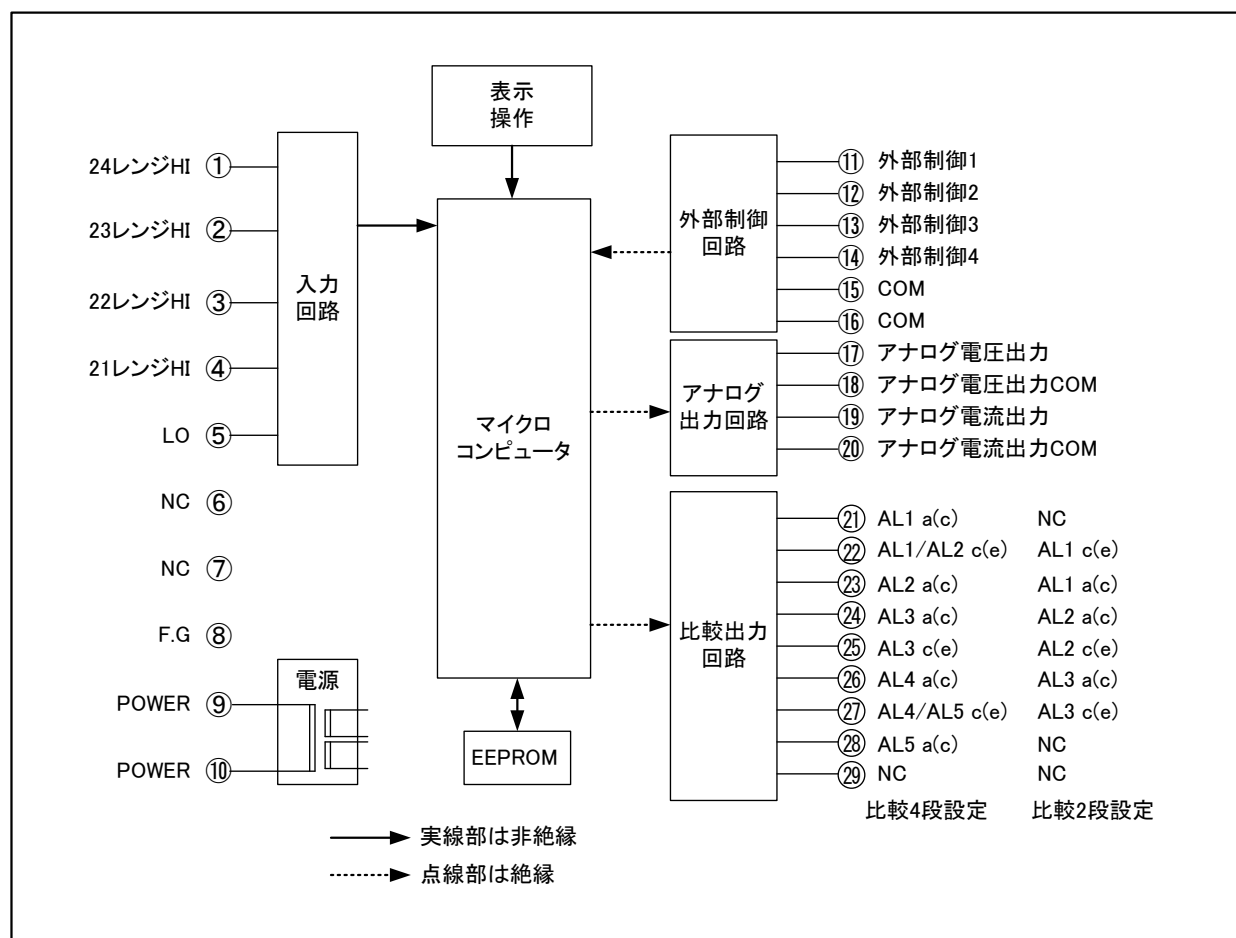 表示
操作
24レンジHI ①
23レンジHI ②
22レンジHI ③
21レンジHI ④
LO ⑤
NC ⑥
NC ⑦
F.G ⑧
POWER ⑨
POWER ⑩
入力
回路
電源
マイクロ
コンピュータ
EEPROM
外部制御
回路
⑪ 外部制御1
⑫ 外部制御2
⑬ 外部制御3
⑭ 外部制御4
⑮ COM
⑯ COM
アナログ
出力回路
⑰ アナログ電圧出力
⑱ アナログ電圧出力COM
⑲ アナログ電流出力
⑳ アナログ電流出力COM
比較出力
回路
㉑ AL1 a(c) NC
㉒ AL1/AL2 c(e) AL1 c(e)
㉓ AL2 a(c) AL1 a(c)
㉔ AL3 a(c) AL2 a(c)
㉕ AL3 c(e) AL2 c(e)
㉖ AL4 a(c) AL3 a(c)
㉗ AL4/AL5 c(e) AL3 c(e)
㉘ AL5 a(c) NC
㉙ NC NC
比較4段設定 比較2段設定
実線部は非絶縁
点線部は絶縁